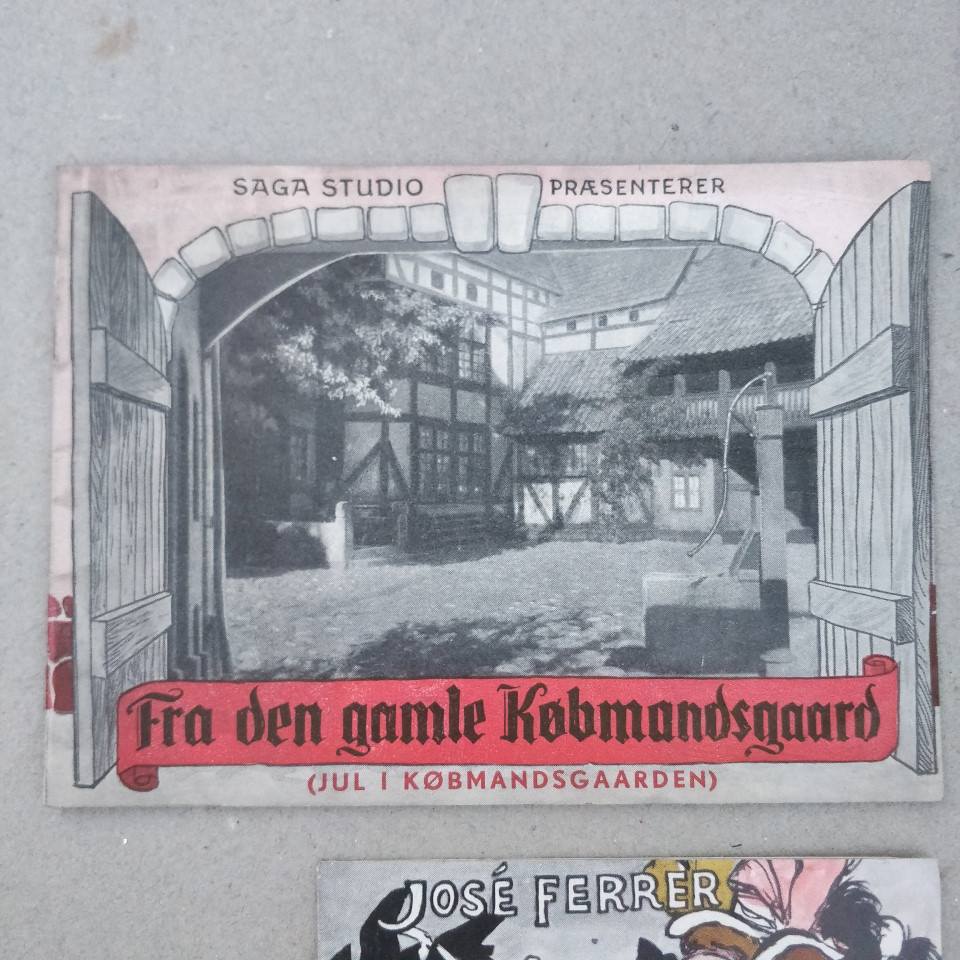 SAGA STUDIO PRÆSENTERER
Fra den gamle Købmandsgaard
(JUL I KØBMANDSGAARDEN)
JOSÉ FERRER